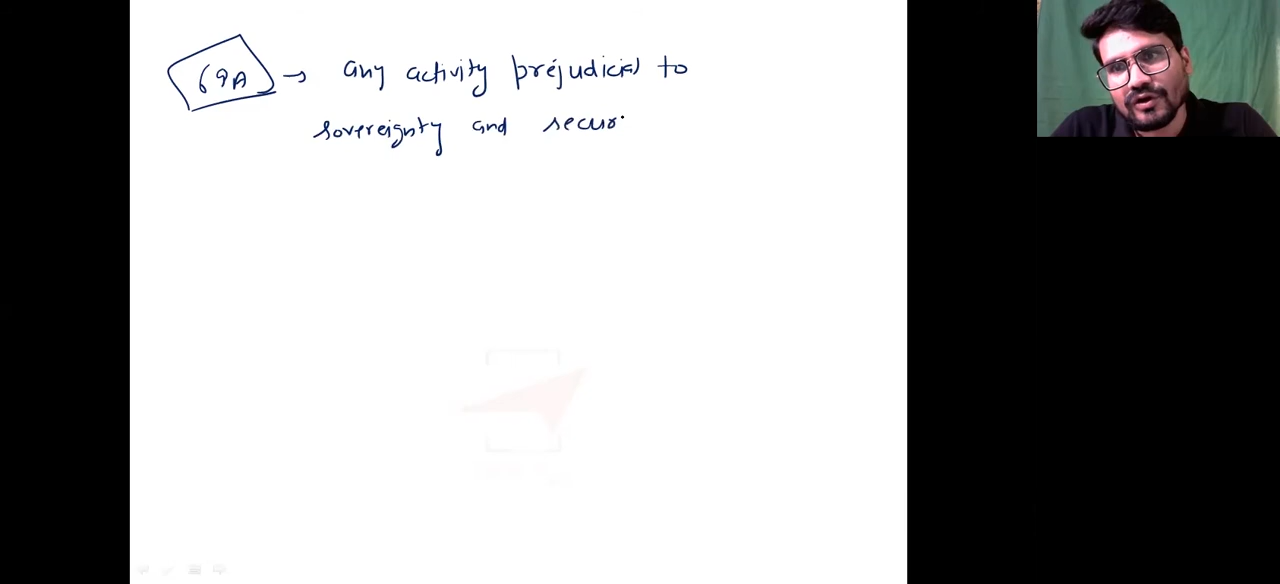 69A → any activity prejudicial to
sovereignty and secur